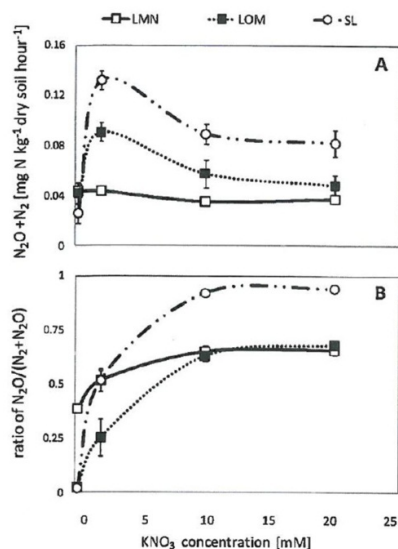 LMN LOM SL
0.16
A
0.12
0.08
0.04
0
N₂O+N₂ [mg N kg⁻¹ dry soil hour⁻¹]
1
B
0.75
0.5
0.25
0
ratio of N₂O/(N₂+N₂O)
0 5 10 15 20 25
KNO₃ concentration [mM]